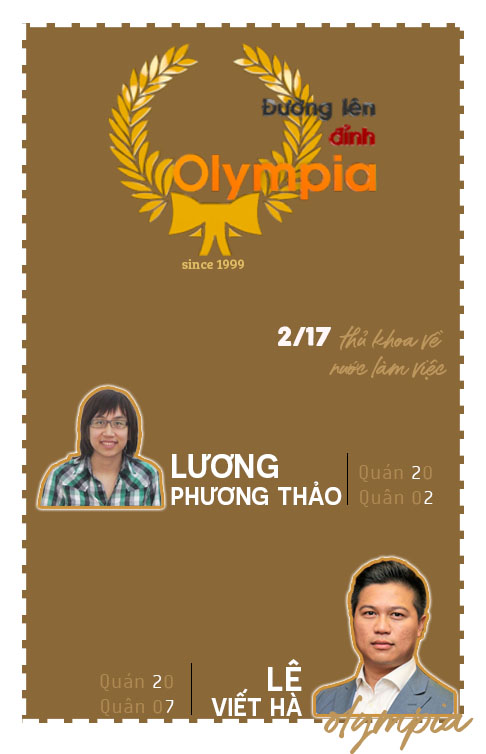 Đường lên
đỉnh
Olympia
since 1999
2/17 thủ khoa về
nước làm việc
LƯƠNG
PHƯƠNG THẢO
Quán 20
Quân 02
Quán 20
Quân 07
LÊ
VIẾT HÀ
olympia